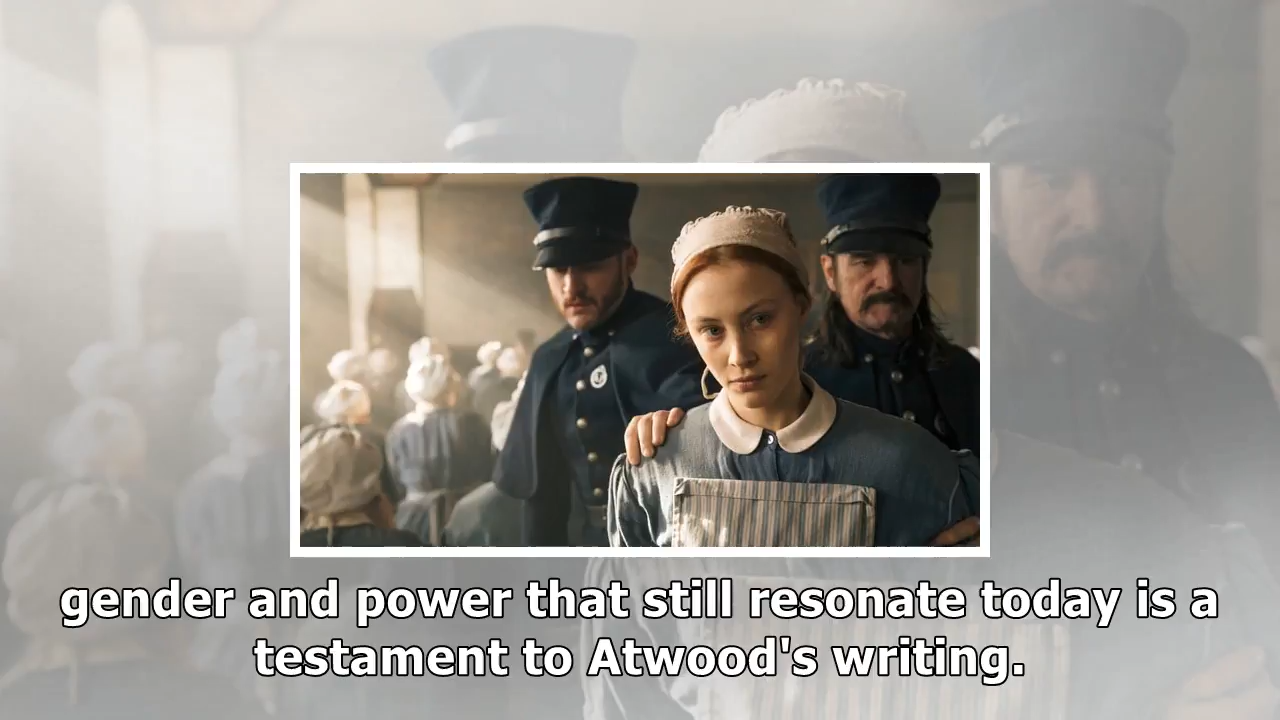 gender and power that still resonate today is a
testament to Atwood's writing.